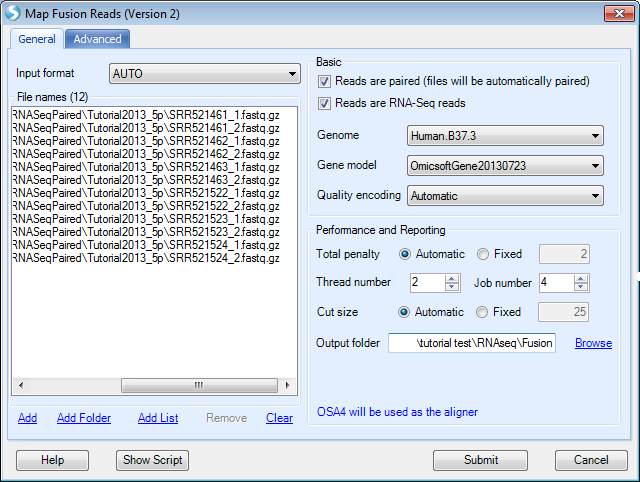 Map Fusion Reads (Version 2)
General Advanced
Input format AUTO
File names (12)
RNASeqPaired\Tutorial2013_5p\SRR521461_1.fastq.gz
RNASeqPaired\Tutorial2013_5p\SRR521461_2.fastq.gz
RNASeqPaired\Tutorial2013_5p\SRR521462_1.fastq.gz
RNASeqPaired\Tutorial2013_5p\SRR521462_2.fastq.gz
RNASeqPaired\Tutorial2013_5p\SRR521463_1.fastq.gz
RNASeqPaired\Tutorial2013_5p\SRR521463_2.fastq.gz
RNASeqPaired\Tutorial2013_5p\SRR521522_1.fastq.gz
RNASeqPaired\Tutorial2013_5p\SRR521522_2.fastq.gz
RNASeqPaired\Tutorial2013_5p\SRR521523_1.fastq.gz
RNASeqPaired\Tutorial2013_5p\SRR521523_2.fastq.gz
RNASeqPaired\Tutorial2013_5p\SRR521524_1.fastq.gz
RNASeqPaired\Tutorial2013_5p\SRR521524_2.fastq.gz
Add Add Folder Add List Remove Clear
Basic
Reads are paired (files will be automatically paired)
Reads are RNA-Seq reads
Genome Human.B37.3
Gene model OmicsoftGene20130723
Quality encoding Automatic
Performance and Reporting
Total penalty Automatic Fixed 2
Thread number 2 Job number 4
Cut size Automatic Fixed 25
Output folder \tutorial test\RNAseq\Fusion Browse
OSA4 will be used as the aligner
Help Show Script Submit Cancel